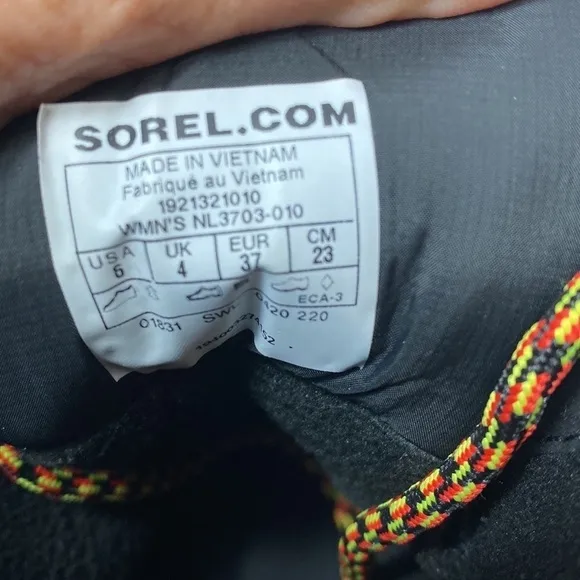 SOREL.COM
MADE IN VIETNAM
Fabriqué au Vietnam
1921321010
WMN'S NL3703-010
USA UK EUR CM
6 4 37 23
ECA-3
01831 220